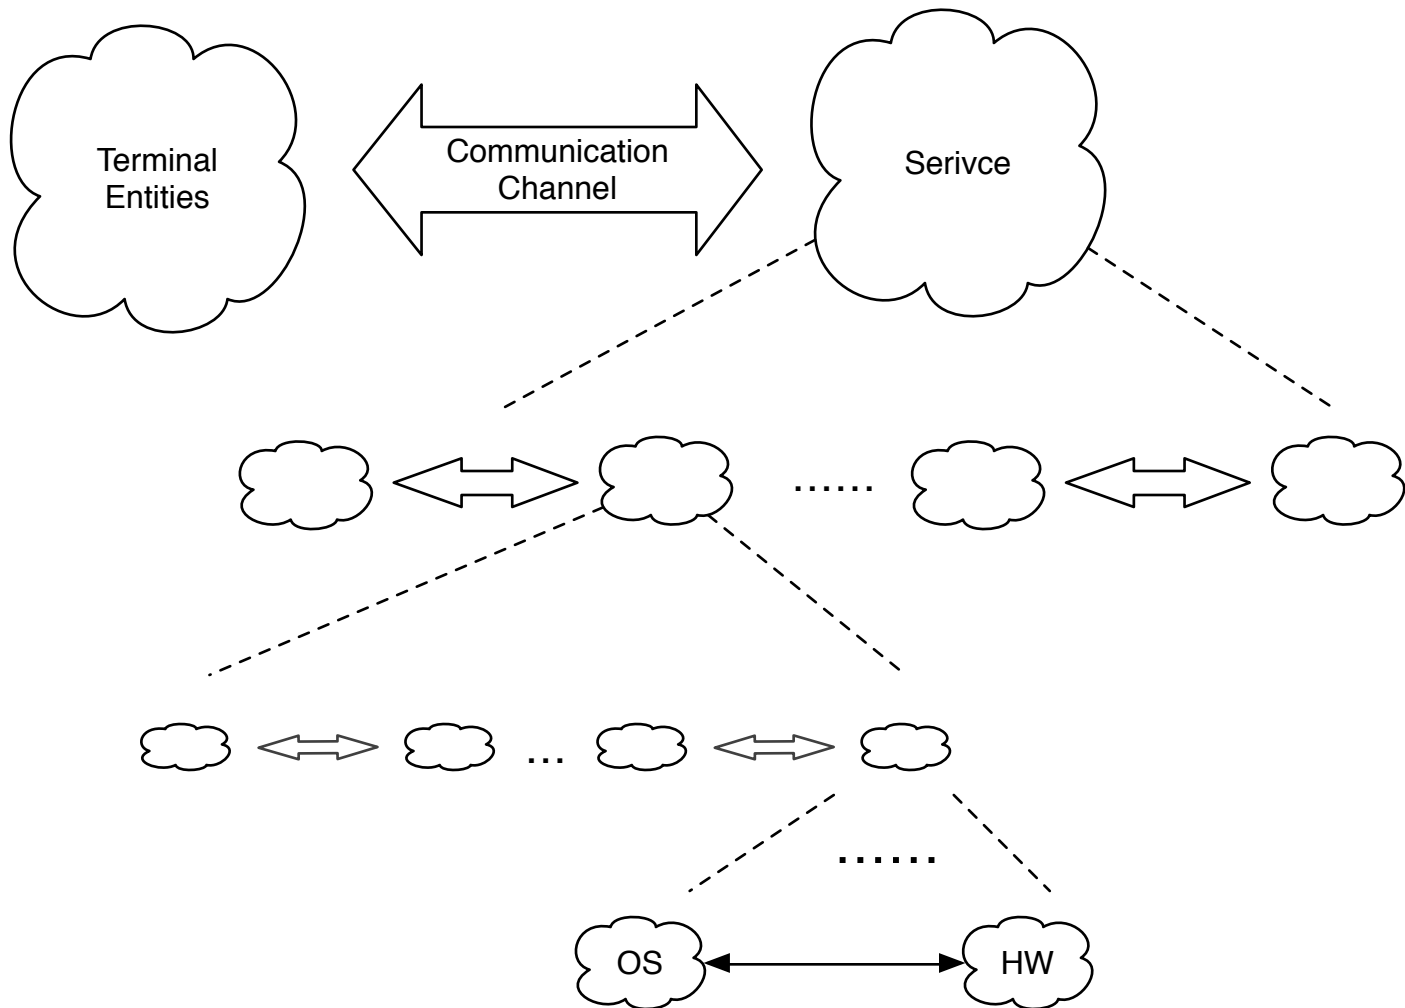 Terminal
Entities
Communication
Channel
Serivce
......
...
......
OS
HW